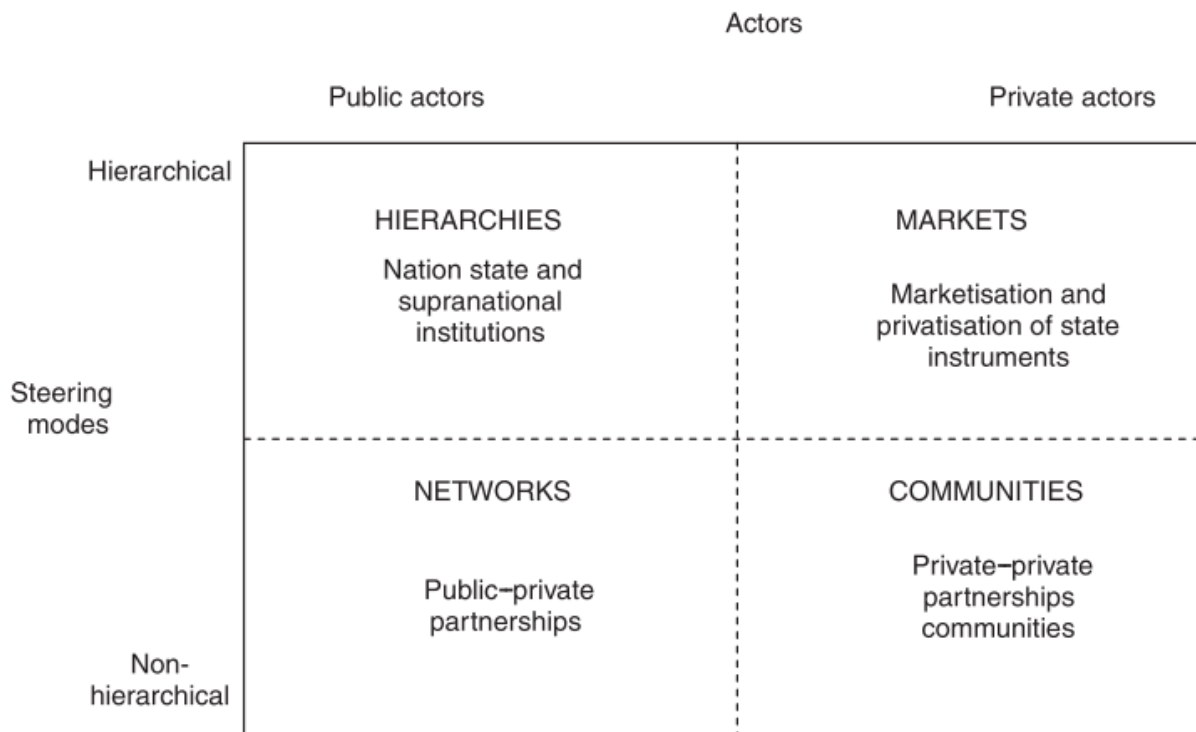 Actors
Public actors
Private actors
Hierarchical
HIERARCHIES
Nation state and
supranational
institutions
MARKETS
Marketisation and
privatisation of state
instruments
Steering
modes
NETWORKS
Public–private
partnerships
COMMUNITIES
Private–private
partnerships
communities
Non-
hierarchical